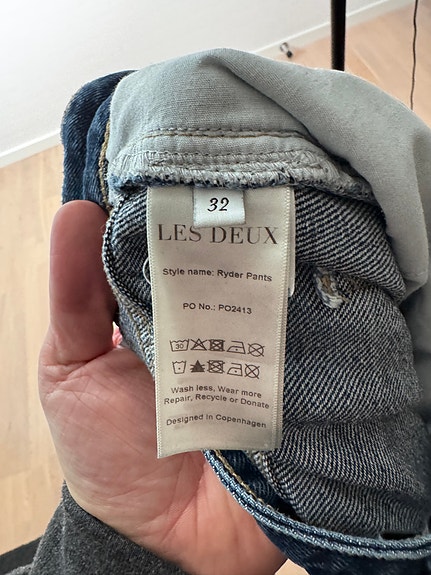 32
LES DEUX
Style name: Ryder Pants
PO No.: PO2413
30
Wash less, Wear more
Repair, Recycle or Donate
Designed in Copenhagen